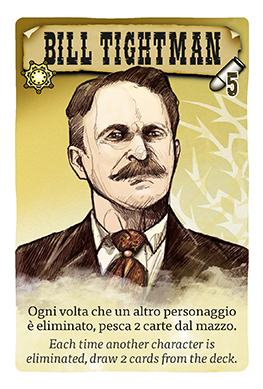 BILL TIGHTMAN
5
Ogni volta che un altro personaggio
è eliminato, pesca 2 carte dal mazzo.
Each time another character is
eliminated, draw 2 cards from the deck.